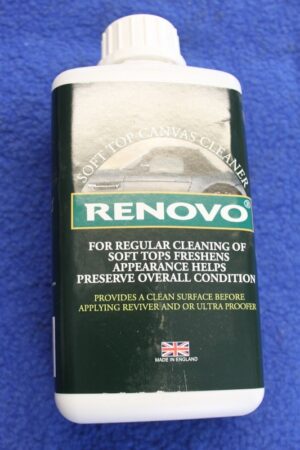 SOFT TOP CANVAS CLEANER
RENOVO®
FOR REGULAR CLEANING OF
SOFT TOPS FRESHENS
APPEARANCE HELPS
PRESERVE OVERALL CONDITION
PROVIDES A CLEAN SURFACE BEFORE
APPLYING REVIVER AND OR ULTRA PROOFER
MADE IN ENGLAND